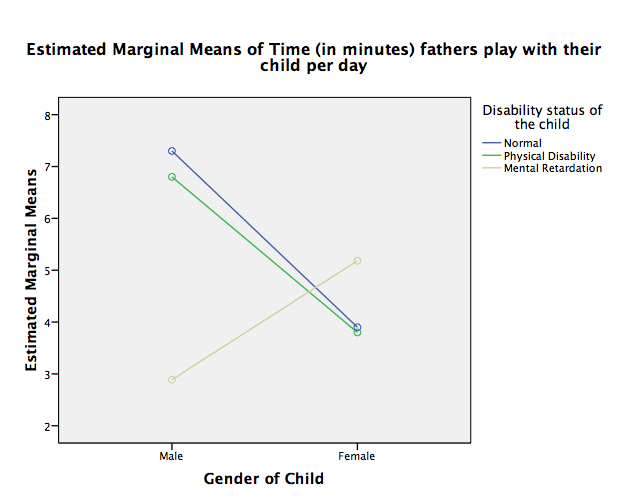 Estimated Marginal Means of Time (in minutes) fathers play with their
child per day
Disability status of
the child
Normal
Physical Disability
Mental Retardation
Estimated Marginal Means
8
7
6
5
4
3
2
Male
Female
Gender of Child